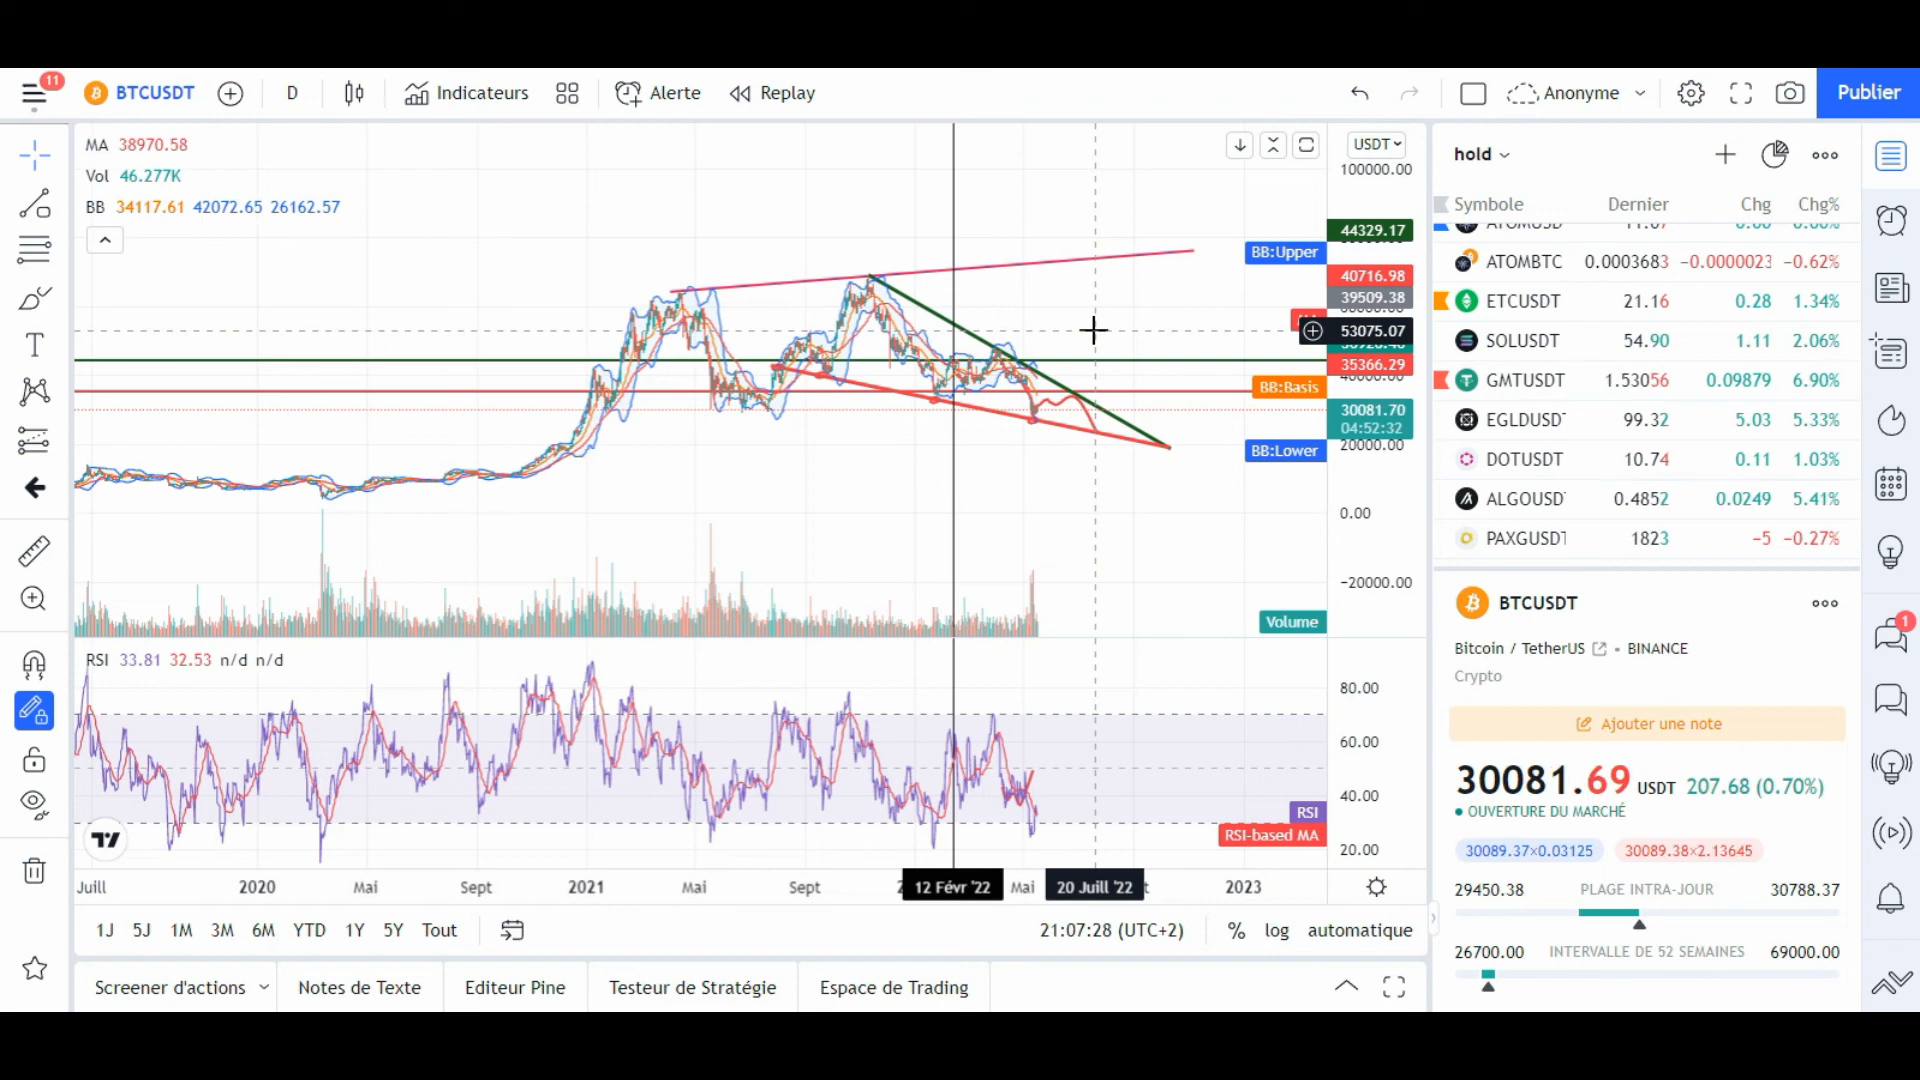 11
BTCUSDT
D
Indicateurs
Alerte
Replay
Anonyme
Publier
MA 38970.58
Vol 46.277K
BB 34117.61 42072.65 26162.57
USDT
100000.00
44329.17
BB:Upper
40716.98
39509.38
53075.07
35366.29
BB:Basis
30081.70
04:52:32
20000.00
BB:Lower
0.00
−20000.00
Volume
RSI 33.81 32.53 n/d n/d
80.00
60.00
40.00
RSI
RSI-based MA
20.00
Juill 2020 Mai Sept 2021 Mai Sept 12 Févr '22 Mai 20 Juill '22 2023
1J 5J 1M 3M 6M YTD 1Y 5Y Tout
21:07:28 (UTC+2)
% log automatique
Screener d'actions
Notes de Texte
Editeur Pine
Testeur de Stratégie
Espace de Trading
hold
Symbole Dernier Chg Chg%
ATOMBTC 0.0003683 −0.0000023 −0.62%
ETCUSDT 21.16 0.28 1.34%
SOLUSDT 54.90 1.11 2.06%
GMTUSDT 1.53056 0.09879 6.90%
EGLDUSD 99.32 5.03 5.33%
DOTUSDT 10.74 0.11 1.03%
ALGOUSD 0.4852 0.0249 5.41%
PAXGUSDT 1823 −5 −0.27%
BTCUSDT
Bitcoin / TetherUS • BINANCE
Crypto
Ajouter une note
30081.69 USDT 207.68 (0.70%)
• OUVERTURE DU MARCHÉ
30089.37×0.03125 30089.38×2.13645
29450.38 PLAGE INTRA-JOUR 30788.37
26700.00 INTERVALLE DE 52 SEMAINES 69000.00
1